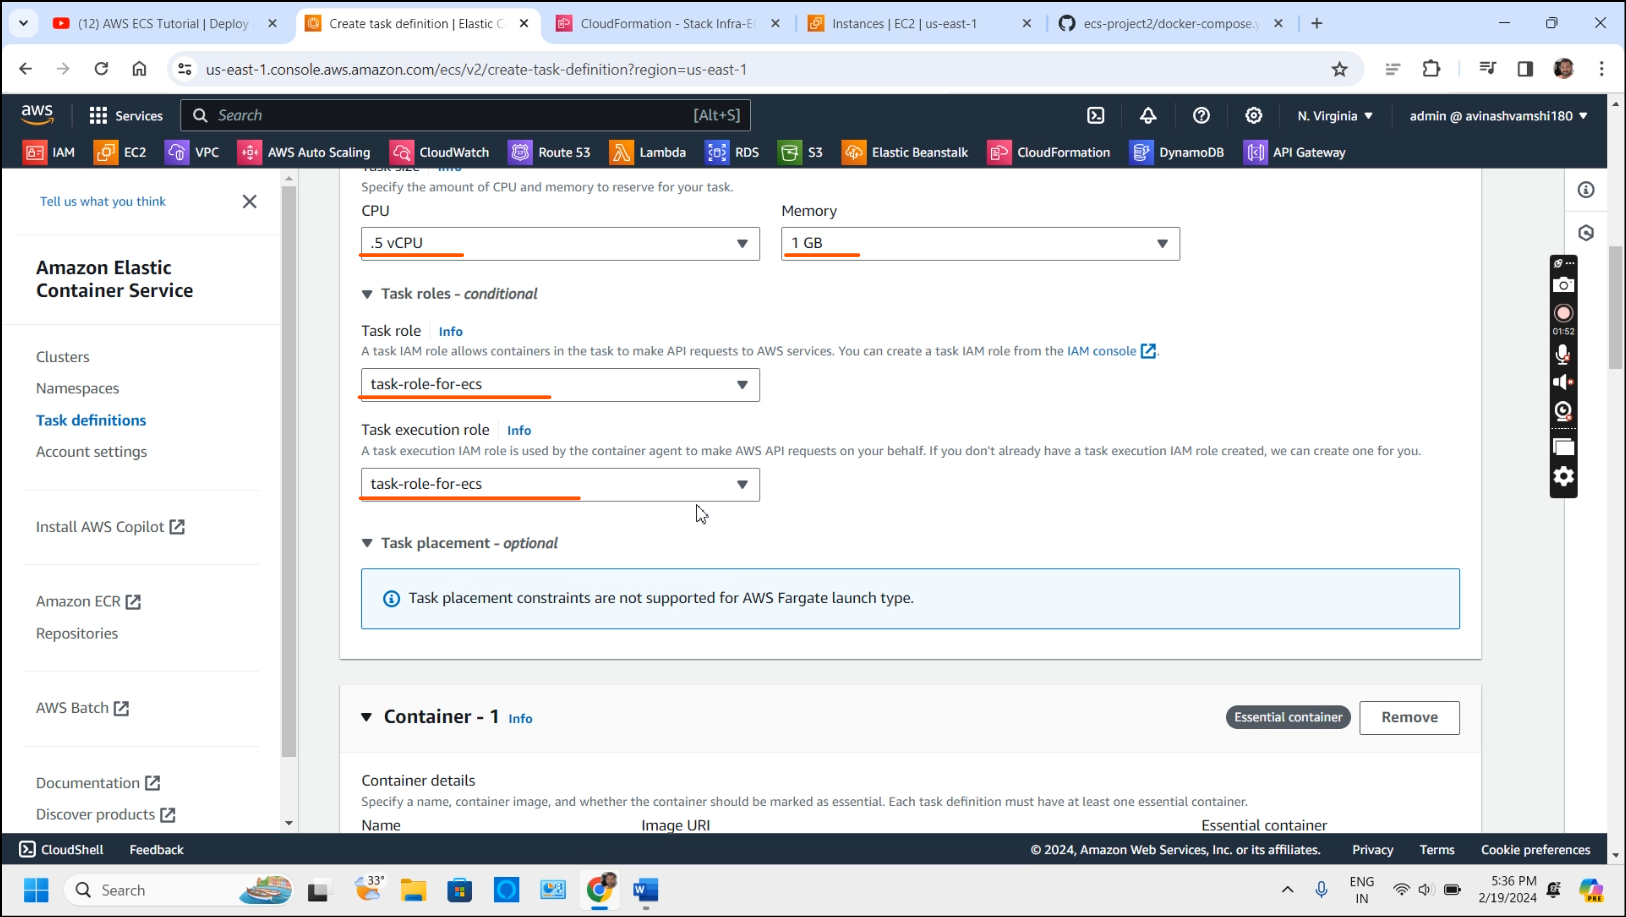 (12) AWS ECS Tutorial | Deploy
Create task definition | Elastic C
CloudFormation - Stack Infra-E
Instances | EC2 | us-east-1
ecs-project2/docker-compose.y
us-east-1.console.aws.amazon.com/ecs/v2/create-task-definition?region=us-east-1
aws
Services
Search
[Alt+S]
N. Virginia
admin @ avinashvamshi180
IAM
EC2
VPC
AWS Auto Scaling
CloudWatch
Route 53
Lambda
RDS
S3
Elastic Beanstalk
CloudFormation
DynamoDB
API Gateway
Tell us what you think
Amazon Elastic
Container Service
Clusters
Namespaces
Task definitions
Account settings
Install AWS Copilot
Amazon ECR
Repositories
AWS Batch
Documentation
Discover products
Task size Info
Specify the amount of CPU and memory to reserve for your task.
CPU
Memory
.5 vCPU
1 GB
Task roles - conditional
Task role Info
A task IAM role allows containers in the task to make API requests to AWS services. You can create a task IAM role from the IAM console.
task-role-for-ecs
Task execution role Info
A task execution IAM role is used by the container agent to make AWS API requests on your behalf. If you don't already have a task execution IAM role created, we can create one for you.
task-role-for-ecs
Task placement - optional
Task placement constraints are not supported for AWS Fargate launch type.
Container - 1 Info
Essential container
Remove
Container details
Specify a name, container image, and whether the container should be marked as essential. Each task definition must have at least one essential container.
Name
Image URI
Essential container
01:52
CloudShell
Feedback
© 2024, Amazon Web Services, Inc. or its affiliates.
Privacy
Terms
Cookie preferences
Search
33°
ENG
IN
5:36 PM
2/19/2024
PRE